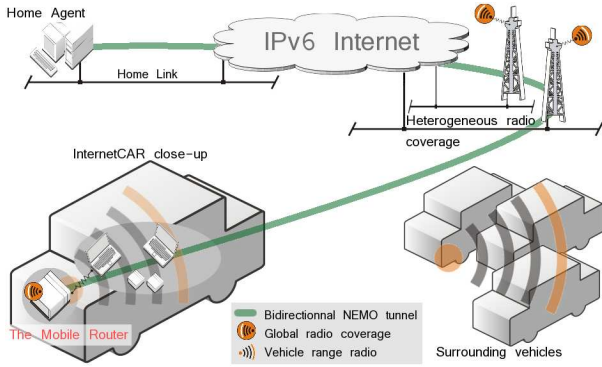 Home Agent
IPv6 Internet
Home Link
Heterogeneous radio
coverage
InternetCAR close-up
The Mobile Router
Bidirectionnal NEMO tunnel
Global radio coverage
Vehicle range radio
Surrounding vehicles